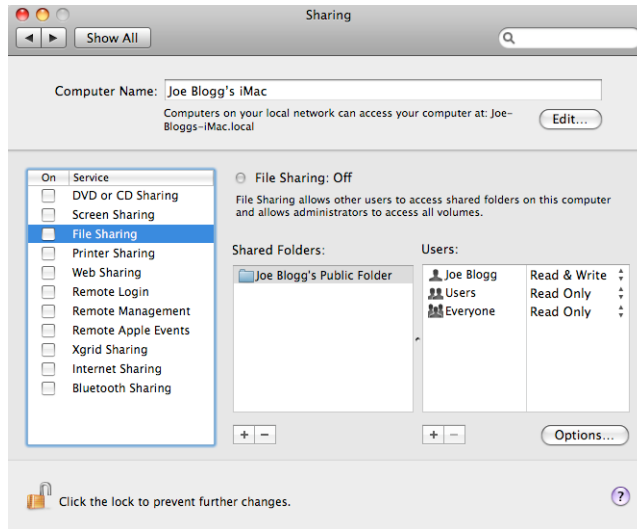 Sharing
Show All
Computer Name: Joe Blogg's iMac
Computers on your local network can access your computer at: Joe-
Bloggs-iMac.local
Edit...
On Service
DVD or CD Sharing
Screen Sharing
File Sharing
Printer Sharing
Web Sharing
Remote Login
Remote Management
Remote Apple Events
Xgrid Sharing
Internet Sharing
Bluetooth Sharing
File Sharing: Off
File Sharing allows other users to access shared folders on this computer
and allows administrators to access all volumes.
Shared Folders:
Joe Blogg's Public Folder
Users:
Joe Blogg Read & Write
Users Read Only
Everyone Read Only
+ −
+ −
Options...
Click the lock to prevent further changes.
?